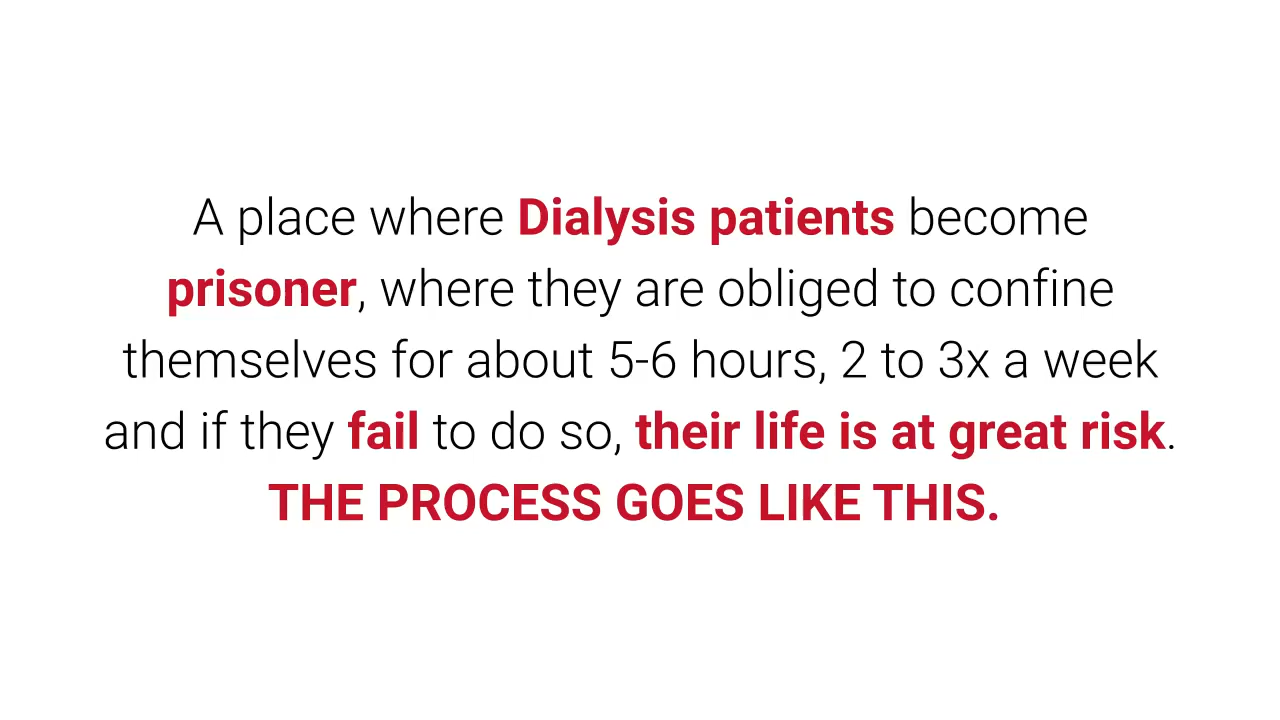 A place where Dialysis patients become
prisoner, where they are obliged to confine
themselves for about 5-6 hours, 2 to 3x a week
and if they fail to do so, their life is at great risk.
THE PROCESS GOES LIKE THIS.